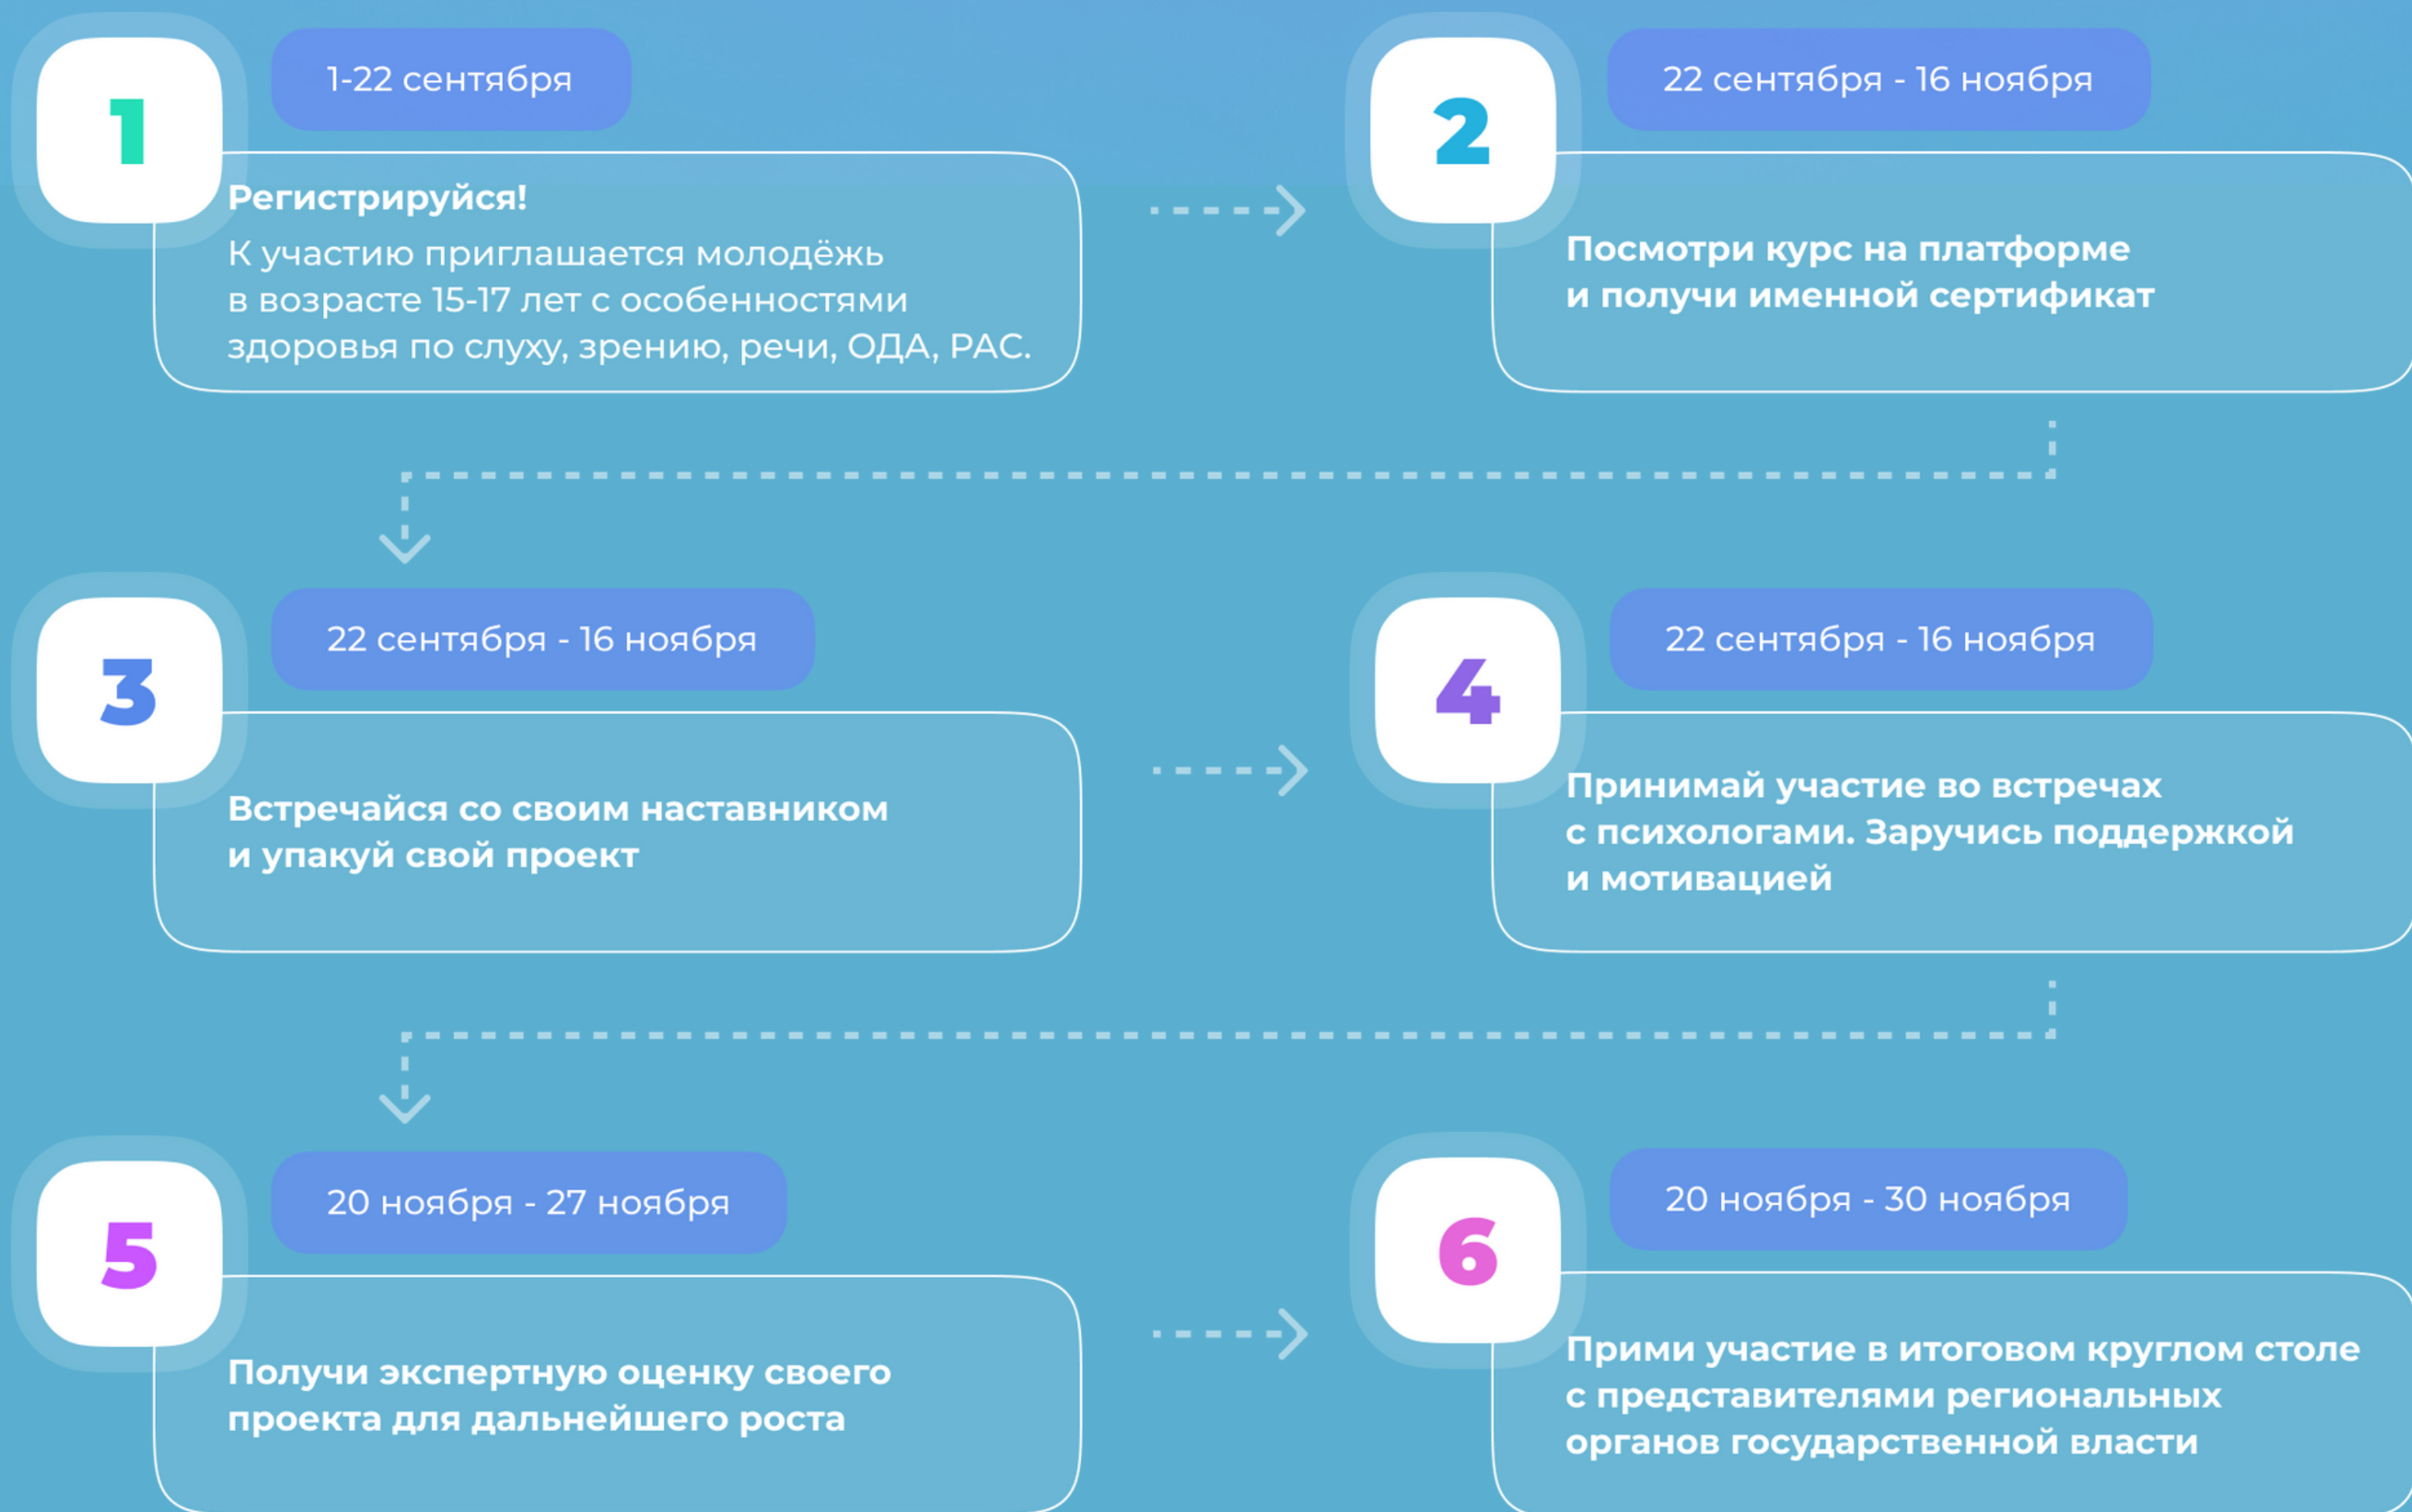 1
1-22 сентября
Регистрируйся!
К участию приглашается молодёжь
в возрасте 15-17 лет с особенностями
здоровья по слуху, зрению, речи, ОДА, РАС.
2
22 сентября - 16 ноября
Посмотри курс на платформе
и получи именной сертификат
3
22 сентября - 16 ноября
Встречайся со своим наставником
и упакуй свой проект
4
22 сентября - 16 ноября
Принимай участие во встречах
с психологами. Заручись поддержкой
и мотивацией
5
20 ноября - 27 ноября
Получи экспертную оценку своего
проекта для дальнейшего роста
6
20 ноября - 30 ноября
Прими участие в итоговом круглом столе
с представителями региональных
органов государственной власти